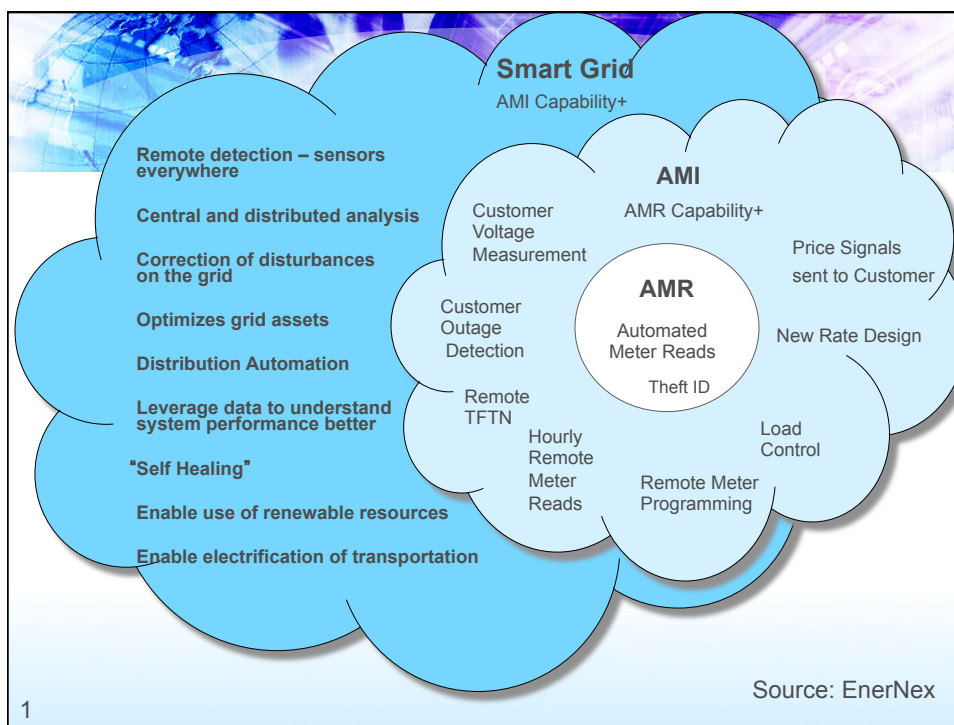 Smart Grid
AMI Capability+
Remote detection – sensors
everywhere
Central and distributed analysis
Correction of disturbances
on the grid
Optimizes grid assets
Distribution Automation
Leverage data to understand
system performance better
“Self Healing”
Enable use of renewable resources
Enable electrification of transportation
AMI
AMR Capability+
Customer
Voltage
Measurement
Customer
Outage
Detection
Remote
TFTN
Hourly
Remote
Meter
Reads
Remote Meter
Programming
Load
Control
New Rate Design
Price Signals
sent to Customer
AMR
Automated
Meter Reads
Theft ID
Source: EnerNex
1